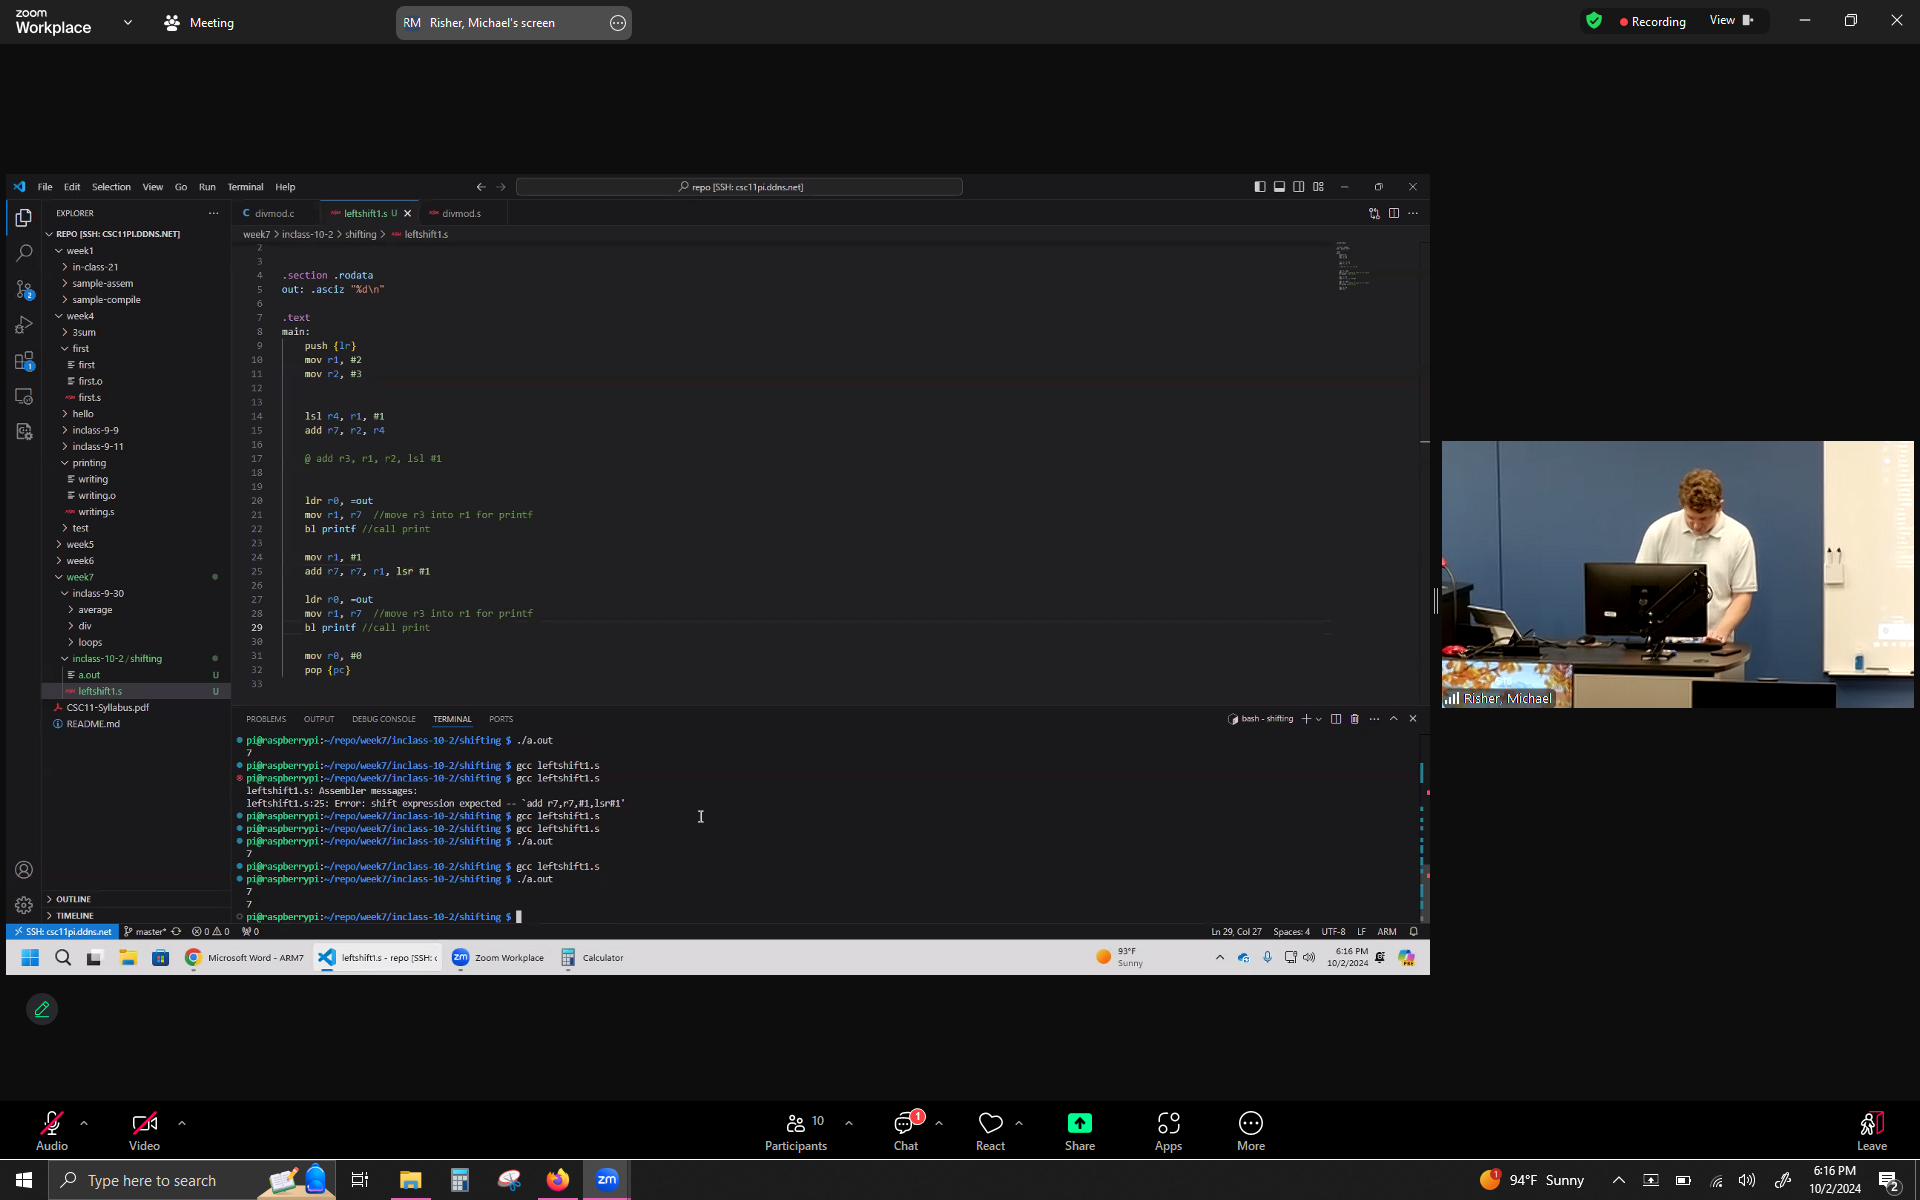 zoom
Workplace
Meeting
RM Risher, Michael's screen
Recording
View
File Edit Selection View Go Run Terminal Help
repo [SSH: csc11pi.ddns.net]
EXPLORER
divmod.c
leftshift1.s U
divmod.s
REPO [SSH: CSC11PI.DDNS.NET]
week7 > inclass-10-2 > shifting > leftshift1.s
week1
in-class-21
sample-assem
sample-compile
week4
3sum
first
first
first.o
first.s
hello
inclass-9-9
inclass-9-11
printing
writing
writing.o
writing.s
test
week5
week6
week7
inclass-9-30
average
div
loops
inclass-10-2 / shifting
a.out U
leftshift1.s U
CSC11-Syllabus.pdf
README.md
OUTLINE
TIMELINE
2
3
4 .section .rodata
5 out: .asciz "%d\n"
6
7 .text
8 main:
9 push {lr}
10 mov r1, #2
11 mov r2, #3
12
13
14 lsl r4, r1, #1
15 add r7, r2, r4
16
17 @ add r3, r1, r2, lsl #1
18
19
20 ldr r0, =out
21 mov r1, r7 //move r3 into r1 for printf
22 bl printf //call print
23
24 mov r1, #1
25 add r7, r7, r1, lsr #1
26
27 ldr r0, =out
28 mov r1, r7 //move r3 into r1 for printf
29 bl printf //call print
30
31 mov r0, #0
32 pop {pc}
33
PROBLEMS OUTPUT DEBUG CONSOLE TERMINAL PORTS
bash - shifting
pi@raspberrypi:~/repo/week7/inclass-10-2/shifting $ ./a.out
7
pi@raspberrypi:~/repo/week7/inclass-10-2/shifting $ gcc leftshift1.s
pi@raspberrypi:~/repo/week7/inclass-10-2/shifting $ gcc leftshift1.s
leftshift1.s: Assembler messages:
leftshift1.s:25: Error: shift expression expected -- `add r7,r7,#1,lsr#1'
pi@raspberrypi:~/repo/week7/inclass-10-2/shifting $ gcc leftshift1.s
pi@raspberrypi:~/repo/week7/inclass-10-2/shifting $ gcc leftshift1.s
pi@raspberrypi:~/repo/week7/inclass-10-2/shifting $ ./a.out
7
pi@raspberrypi:~/repo/week7/inclass-10-2/shifting $ gcc leftshift1.s
pi@raspberrypi:~/repo/week7/inclass-10-2/shifting $ ./a.out
7
7
pi@raspberrypi:~/repo/week7/inclass-10-2/shifting $
SSH: csc11pi.ddns.net master* 0 0 0
Ln 29, Col 27 Spaces: 4 UTF-8 LF ARM
Microsoft Word - ARM7
leftshift1.s - repo [SSH: c
Zoom Workplace
Calculator
93°F
Sunny
6:16 PM
10/2/2024
Risher, Michael
Audio
Video
10
Participants
1
Chat
React
Share
Apps
More
Leave
Type here to search
zm
94°F Sunny
6:16 PM
10/2/2024
2